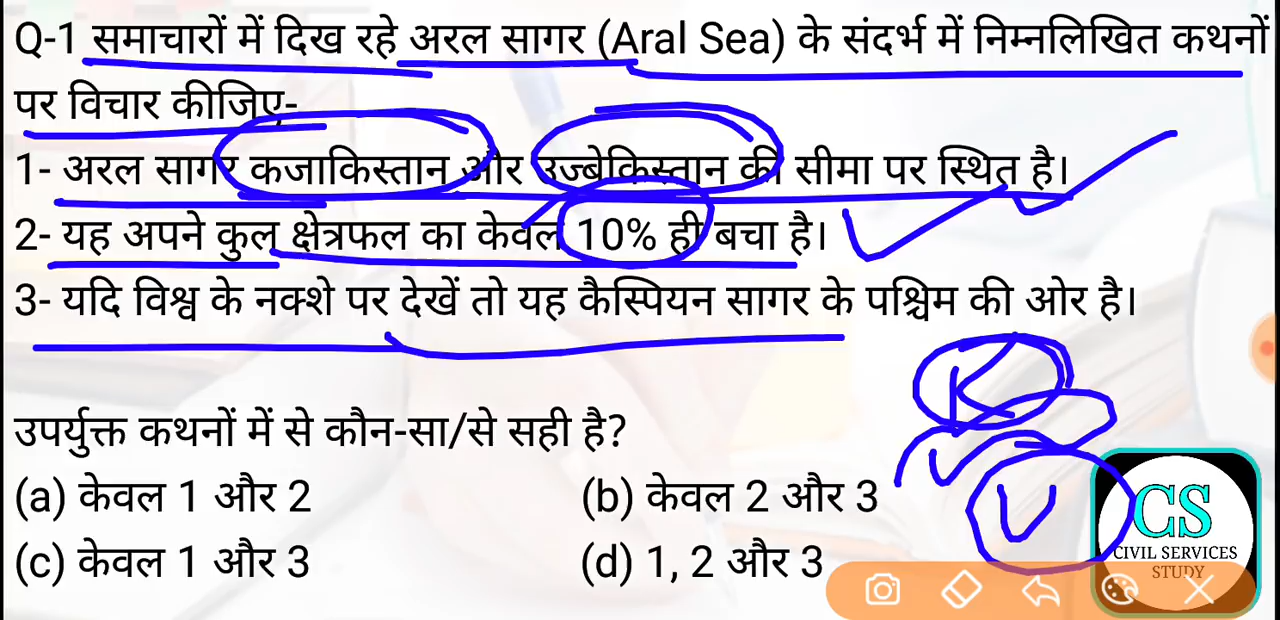 Q-1 समाचारों में दिख रहे अरल सागर (Aral Sea) के संदर्भ में निम्नलिखित कथनों
पर विचार कीजिए-
1- अरल सागर कजाकिस्तान और उज्बेकिस्तान की सीमा पर स्थित है।
2- यह अपने कुल क्षेत्रफल का केवल 10% ही बचा है।
3- यदि विश्व के नक्शे पर देखें तो यह कैस्पियन सागर के पश्चिम की ओर है।
K
उपर्युक्त कथनों में से कौन-सा/से सही है?
(a) केवल 1 और 2 (b) केवल 2 और 3
U
(c) केवल 1 और 3 (d) 1, 2 और 3
CS
CIVIL SERVICES
STUDY